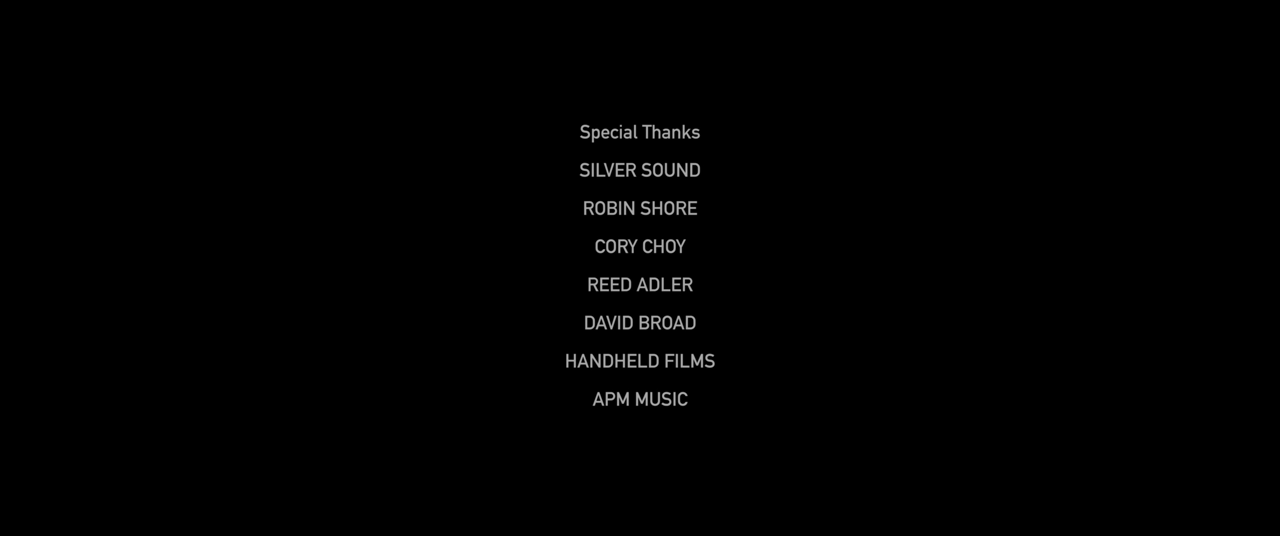 Special Thanks
SILVER SOUND
ROBIN SHORE
CORY CHOY
REED ADLER
DAVID BROAD
HANDHELD FILMS
APM MUSIC